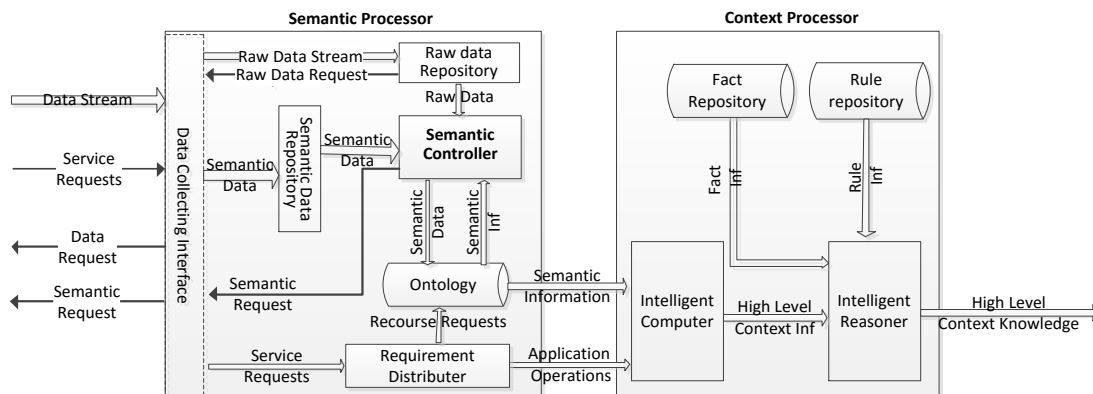 Semantic Processor
Context Processor
Data Stream
Service
Requests
Data
Request
Semantic
Request
Data Collecting Interface
Raw Data Stream
Raw Data Request
Raw data
Repository
Raw Data
Semantic
Data
Semantic Data
Repository
Semantic
Data
Semantic
Controller
Semantic
Data
Semantic
Inf
Semantic
Request
Ontology
Recourse Requests
Service
Requests
Requirement
Distributer
Semantic
Information
Application
Operations
Fact
Repository
Rule
repository
Fact
Inf
Rule
Inf
Intelligent
Computer
High Level
Context Inf
Intelligent
Reasoner
High Level
Context Knowledge